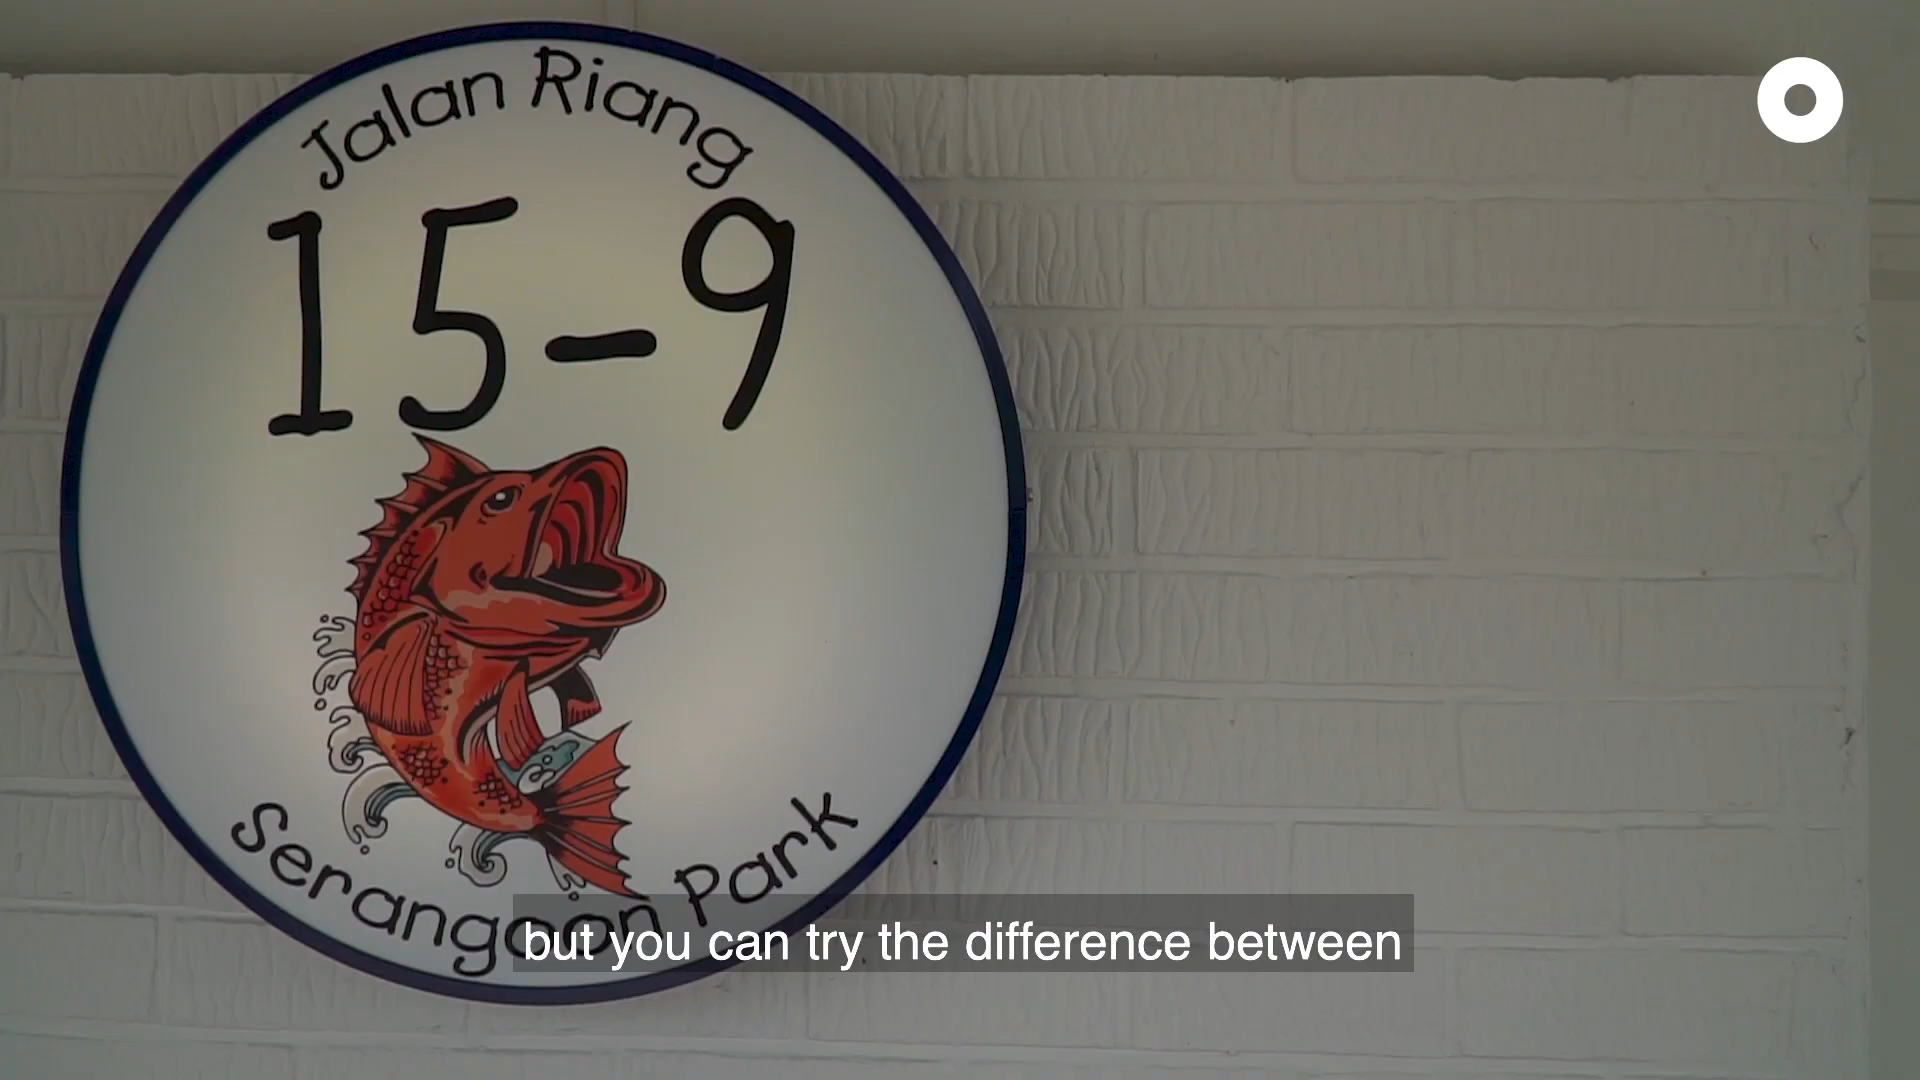 Jalan Riang
15-9
Serangoon Park
but you can try the difference between